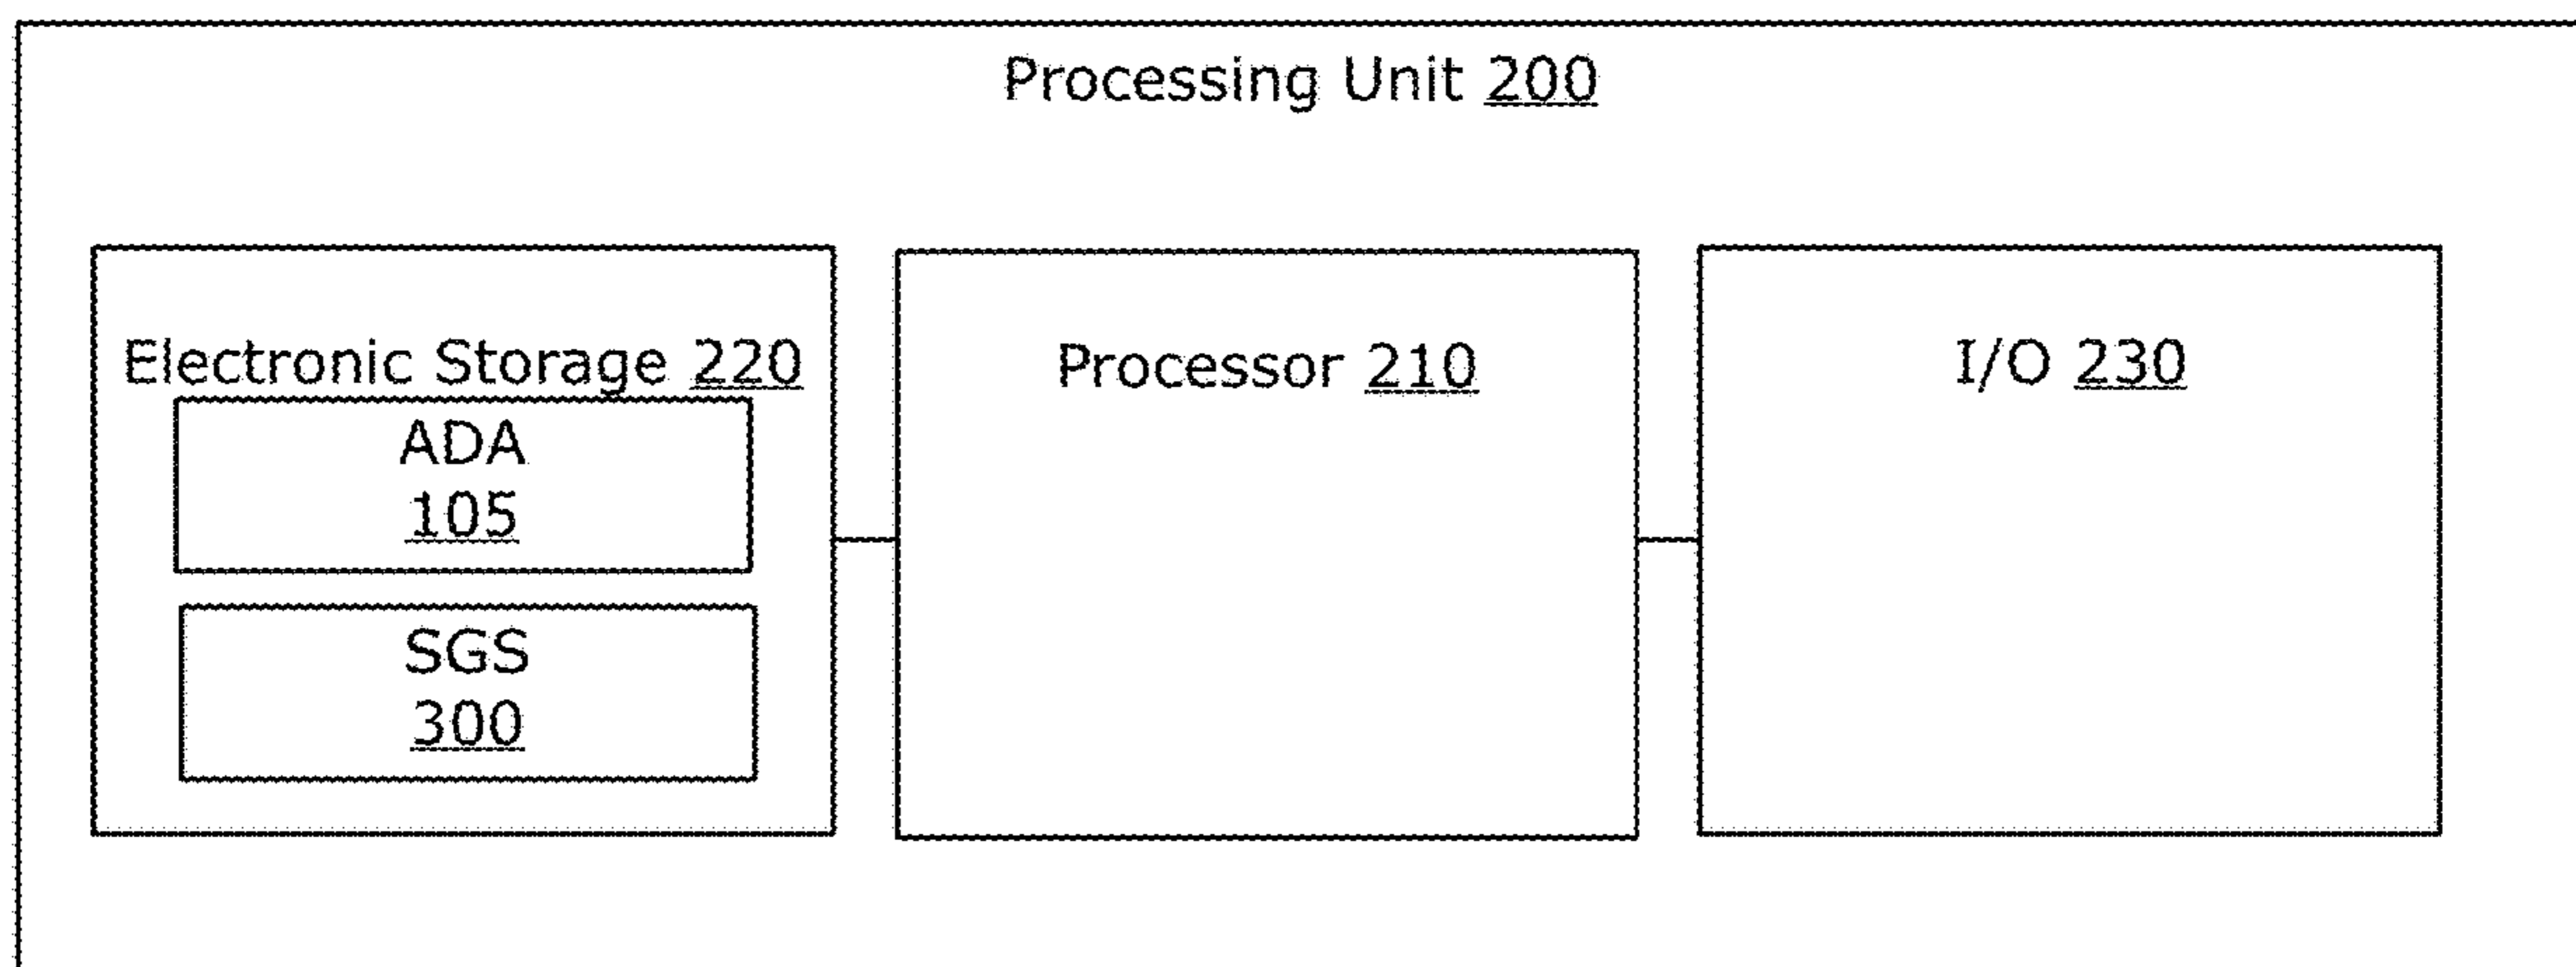 Processing Unit 200
Electronic Storage 220
ADA
105
SGS
300
Processor 210
I/O 230